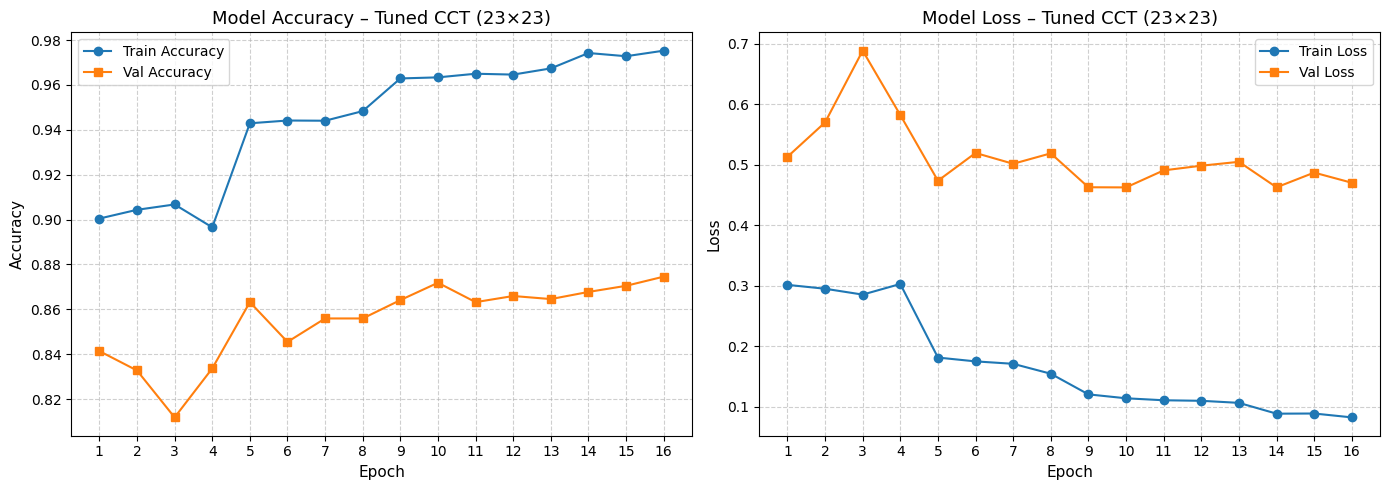 Model Accuracy – Tuned CCT (23×23)
Train Accuracy
Val Accuracy
0.98
0.96
0.94
0.92
0.90
0.88
0.86
0.84
0.82
Accuracy
1 2 3 4 5 6 7 8 9 10 11 12 13 14 15 16
Epoch
Model Loss – Tuned CCT (23×23)
Train Loss
Val Loss
0.7
0.6
0.5
0.4
0.3
0.2
0.1
Loss
1 2 3 4 5 6 7 8 9 10 11 12 13 14 15 16
Epoch